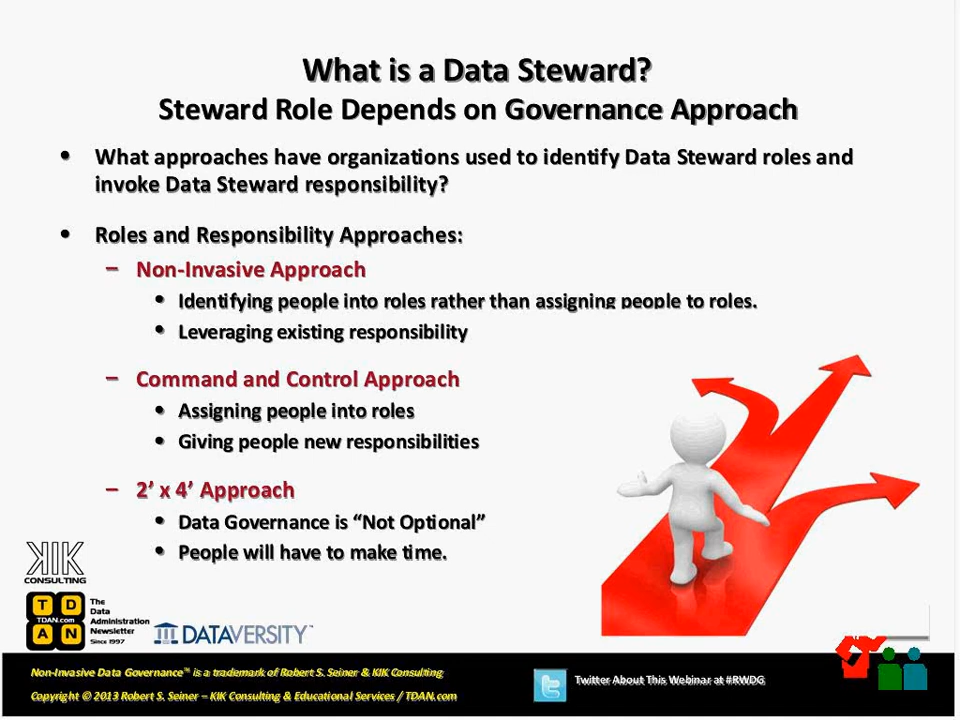 What is a Data Steward?
Steward Role Depends on Governance Approach
• What approaches have organizations used to identify Data Steward roles and
invoke Data Steward responsibility?
• Roles and Responsibility Approaches:
– Non-Invasive Approach
• Identifying people into roles rather than assigning people to roles.
• Leveraging existing responsibility
– Command and Control Approach
• Assigning people into roles
• Giving people new responsibilities
– 2’ x 4’ Approach
• Data Governance is “Not Optional”
• People will have to make time.
KIK
CONSULTING
T D
TDAN.com
A N
The
Data
Administration
Newsletter
Since 1997
DATAVERSITY™
Non-Invasive Data Governance™ is a trademark of Robert S. Seiner & KIK Consulting
Copyright © 2013 Robert S. Seiner – KIK Consulting & Educational Services / TDAN.com
Twitter About This Webinar at #RWDG